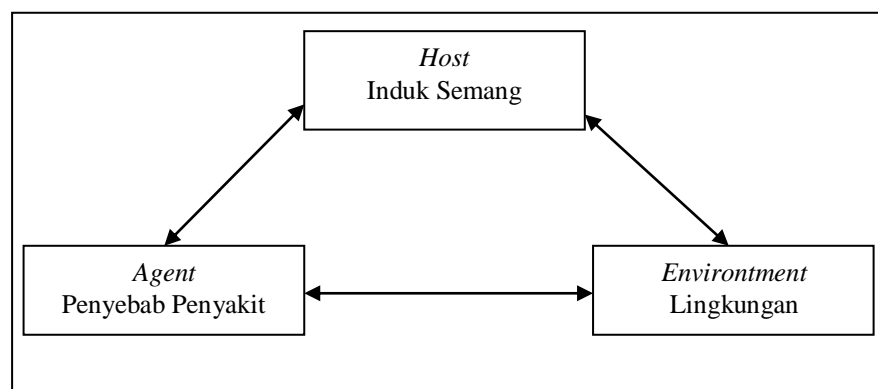 Host
Induk Semang
Agent
Penyebab Penyakit
Environtment
Lingkungan